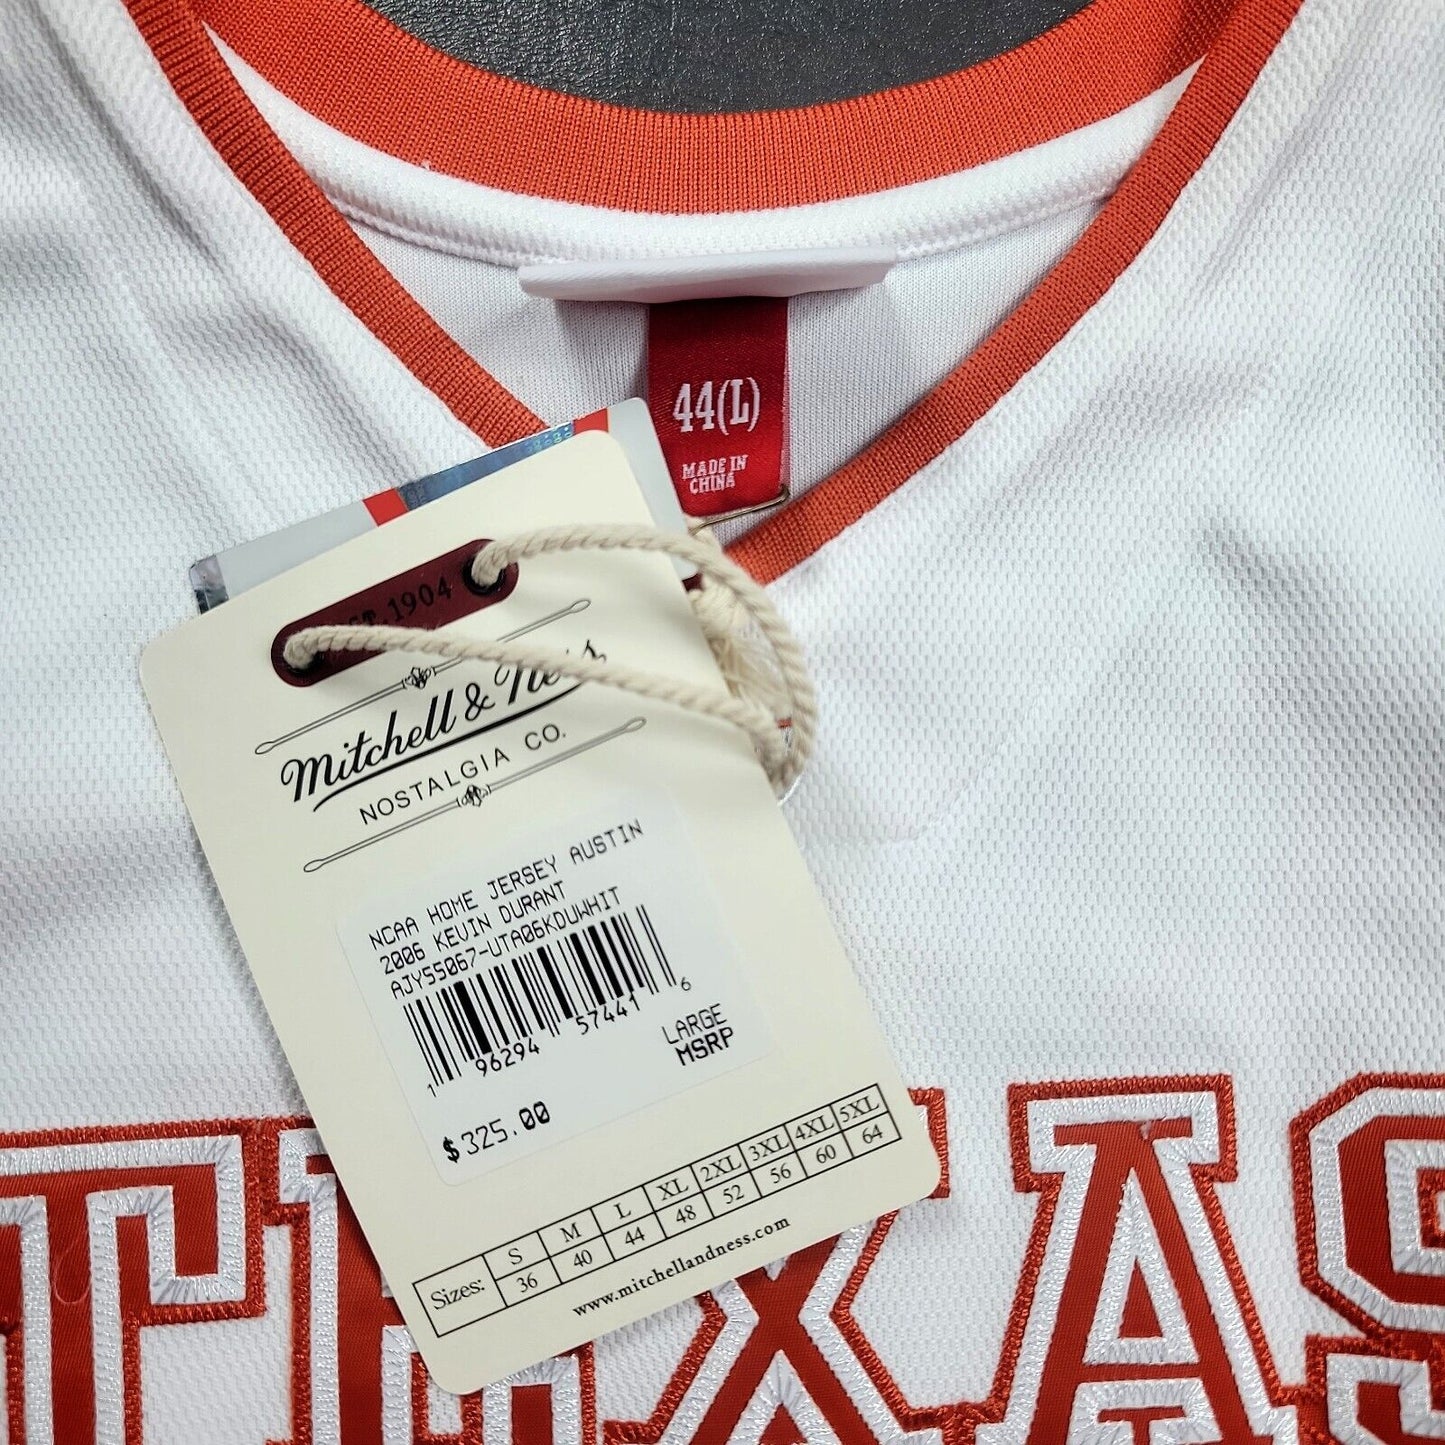 44(L)
MADE IN
CHINA
EST. 1904
Mitchell & Ness
NOSTALGIA CO.
NCAA HOME JERSEY AUSTIN
2006 KEVIN DURANT
AJY55067-UTA06KDUWHIT
1 96294 57441 6
LARGE
MSRP
$325.00
Sizes: S M L XL 2XL 3XL 4XL 5XL
36 40 44 48 52 56 60 64
www.mitchellandness.com
TEXAS